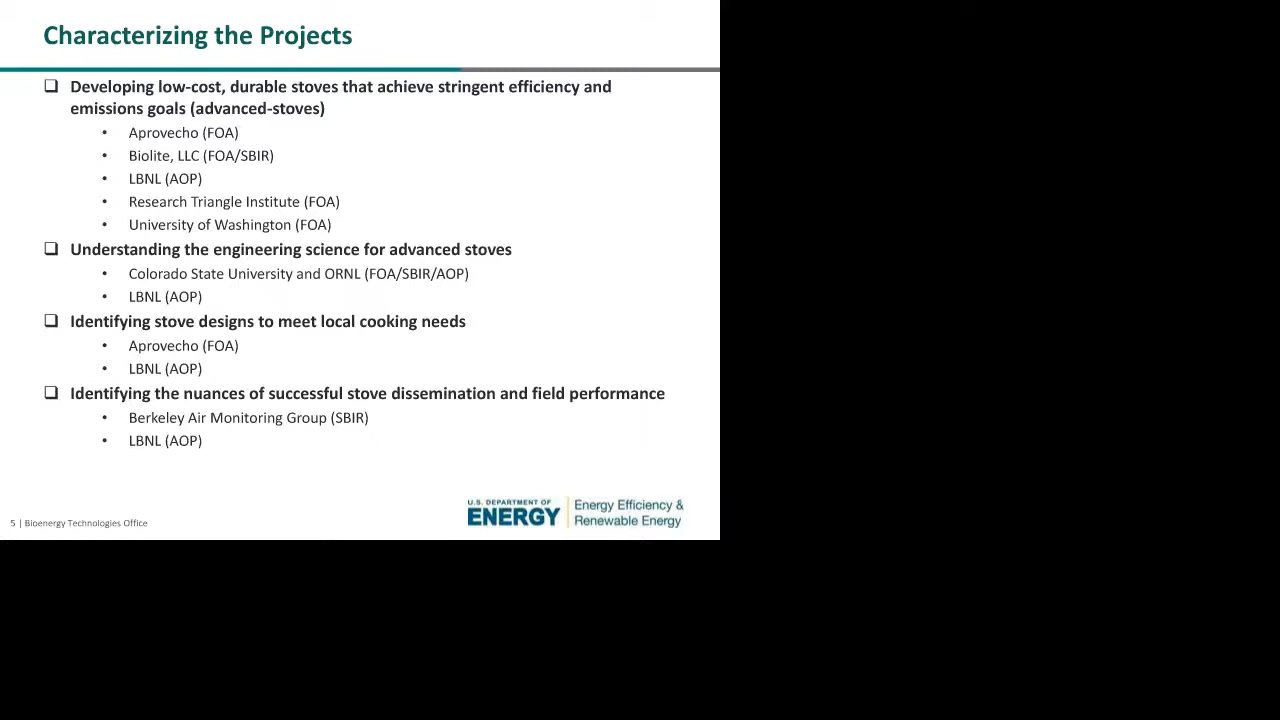 Characterizing the Projects
❑ Developing low-cost, durable stoves that achieve stringent efficiency and
emissions goals (advanced-stoves)
• Aprovecho (FOA)
• Biolite, LLC (FOA/SBIR)
• LBNL (AOP)
• Research Triangle Institute (FOA)
• University of Washington (FOA)
❑ Understanding the engineering science for advanced stoves
• Colorado State University and ORNL (FOA/SBIR/AOP)
• LBNL (AOP)
❑ Identifying stove designs to meet local cooking needs
• Aprovecho (FOA)
• LBNL (AOP)
❑ Identifying the nuances of successful stove dissemination and field performance
• Berkeley Air Monitoring Group (SBIR)
• LBNL (AOP)
5 | Bioenergy Technologies Office
U.S. DEPARTMENT OF
ENERGY
Energy Efficiency &
Renewable Energy